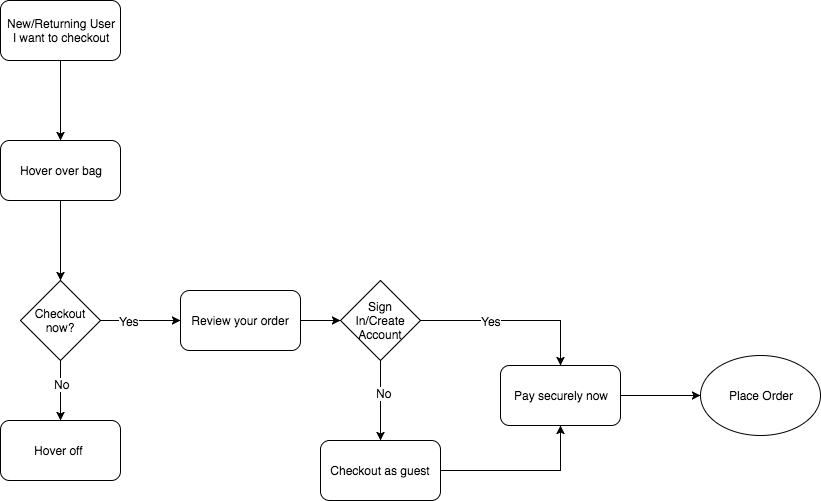 New/Returning User
I want to checkout
Hover over bag
Checkout
now?
Yes
Review your order
Sign
In/Create
Account
Yes
No
No
Pay securely now
Place Order
Hover off
Checkout as guest